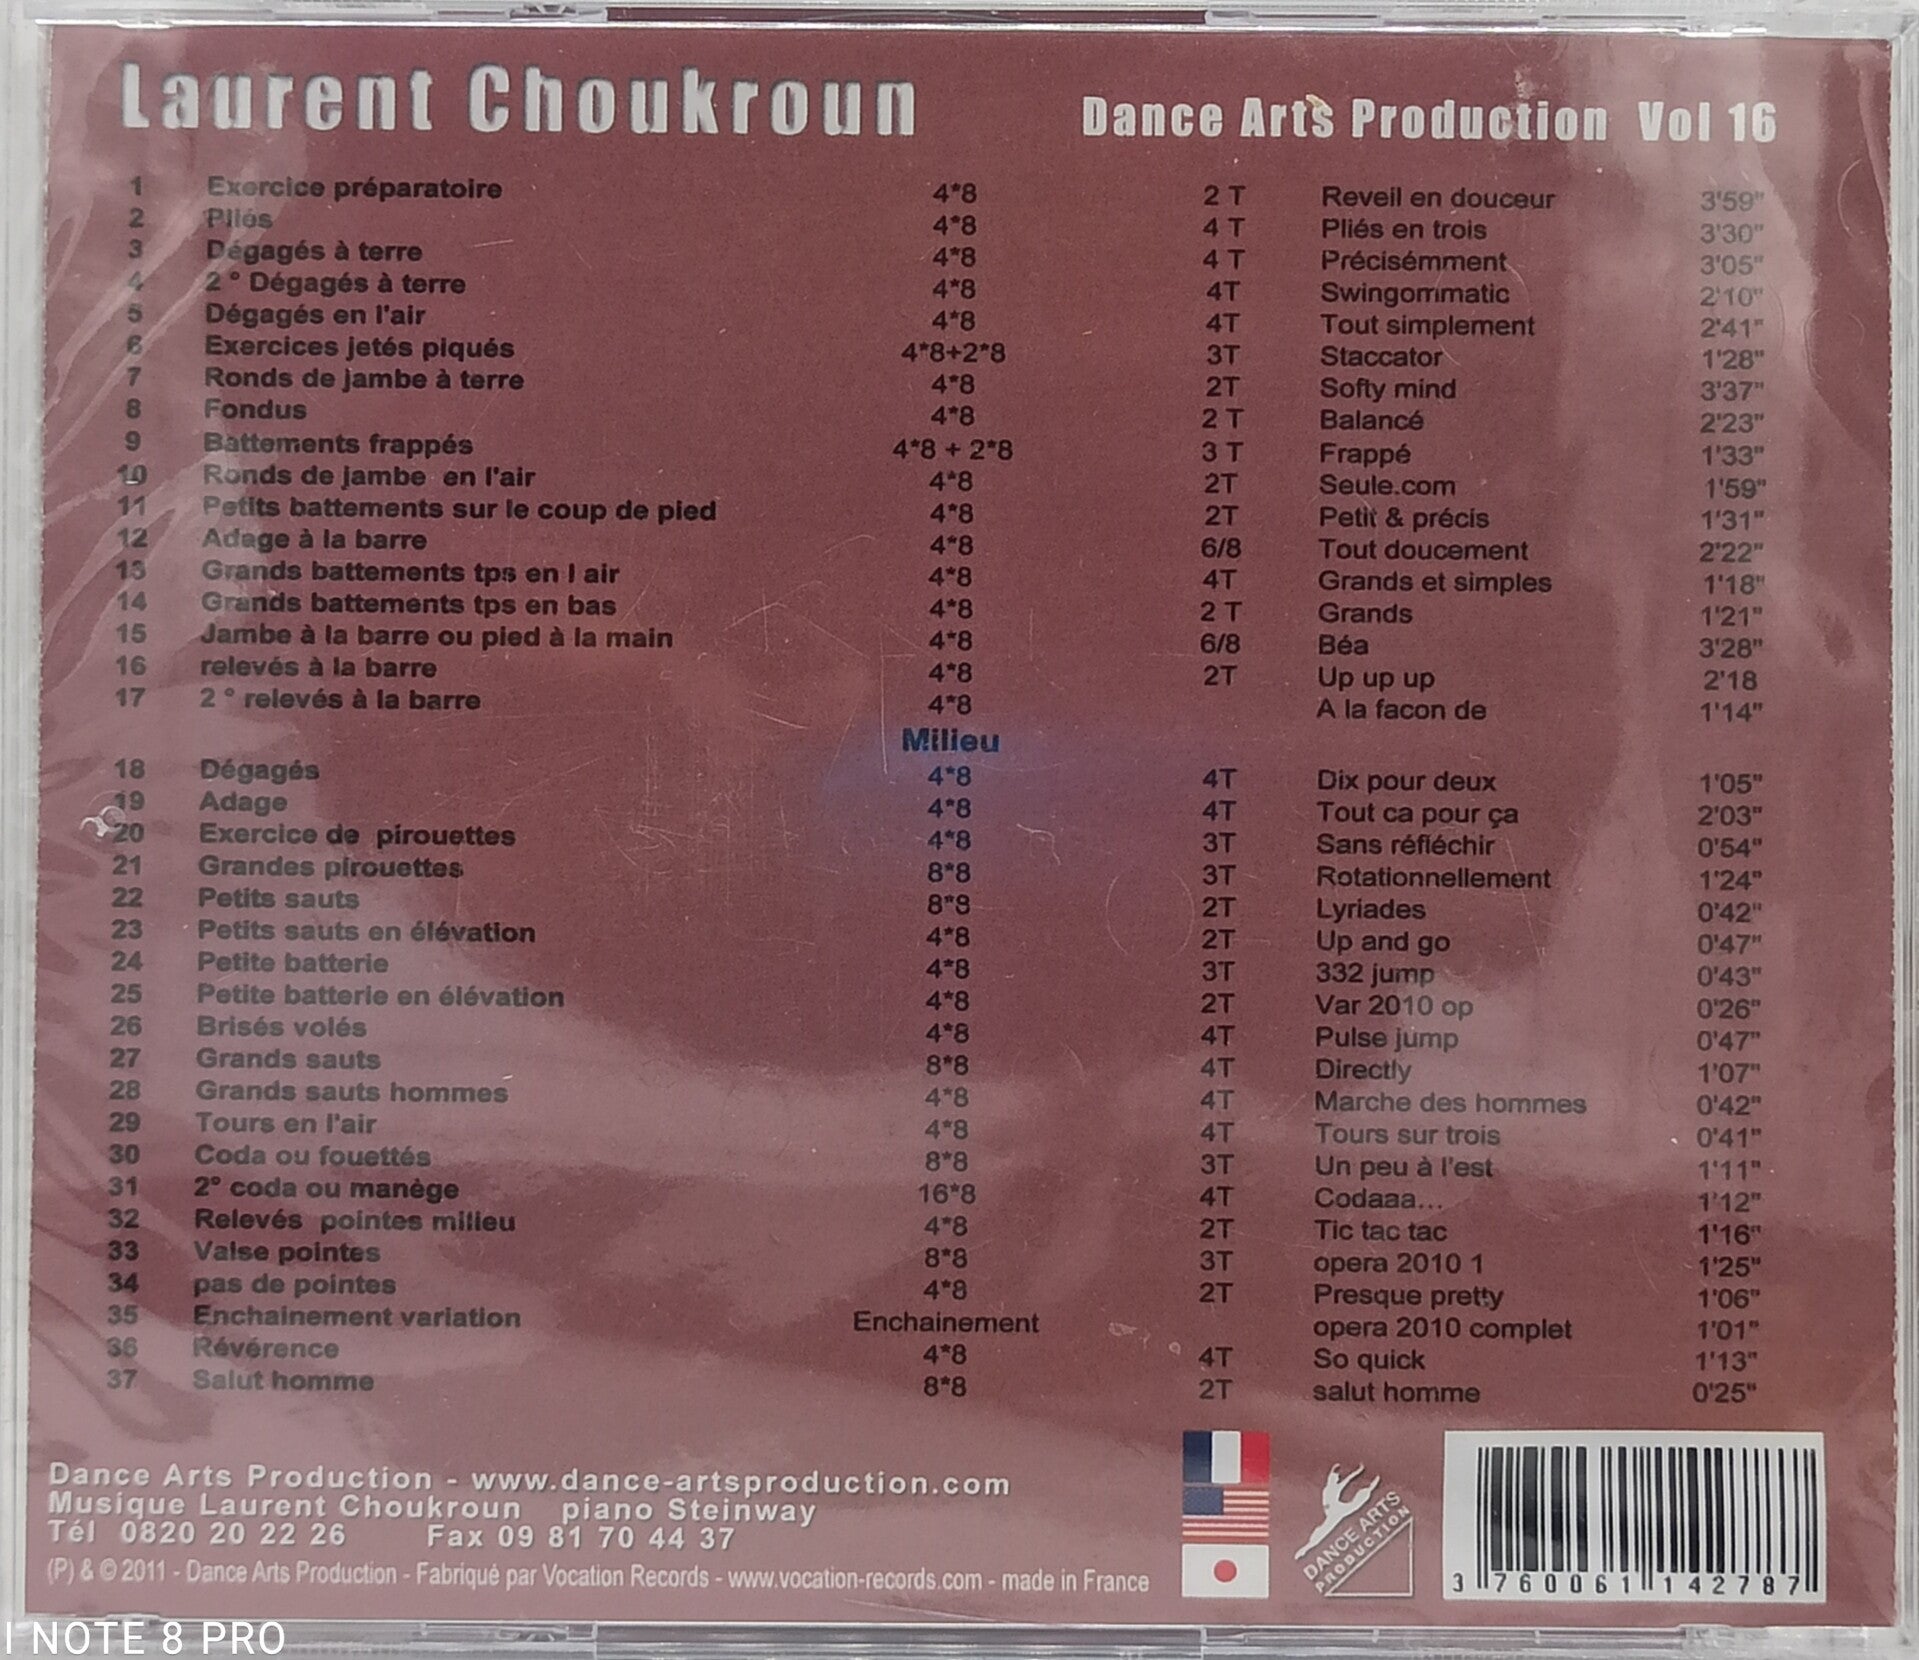 Laurent Choukroun Dance Arts Production Vol 16
1 Exercice préparatoire 4*8 2 T Reveil en douceur 3'59"
2 Pliés 4*8 4 T Pliés en trois 3'30"
3 Dégagés à terre 4*8 4 T Précisémment 3'05"
4 2 ° Dégagés à terre 4*8 4T Swingommatic 2'10"
5 Dégagés en l'air 4*8 4T Tout simplement 2'41"
6 Exercices jetés piqués 4*8+2*8 3T Staccator 1'28"
7 Ronds de jambe à terre 4*8 2T Softy mind 3'37"
8 Fondus 4*8 2 T Balancé 2'23"
9 Battements frappés 4*8 + 2*8 3 T Frappé 1'33"
10 Ronds de jambe en l'air 4*8 2T Seule.com 1'59"
11 Petits battements sur le coup de pied 4*8 2T Petit & précis 1'31"
12 Adage à la barre 4*8 6/8 Tout doucement 2'22"
13 Grands battements tps en l air 4*8 4T Grands et simples 1'18"
14 Grands battements tps en bas 4*8 2 T Grands 1'21"
15 Jambe à la barre ou pied à la main 4*8 6/8 Béa 3'28"
16 relevés à la barre 4*8 2T Up up up 2'18
17 2 ° relevés à la barre 4*8 A la facon de 1'14"
Milieu
18 Dégagés 4*8 4T Dix pour deux 1'05"
19 Adage 4*8 4T Tout ca pour ça 2'03"
20 Exercice de pirouettes 4*8 3T Sans réfléchir 0'54"
21 Grandes pirouettes 8*8 3T Rotationnellement 1'24"
22 Petits sauts 8*8 2T Lyriades 0'42"
23 Petits sauts en élévation 4*8 2T Up and go 0'47"
24 Petite batterie 4*8 3T 332 jump 0'43"
25 Petite batterie en élévation 4*8 2T Var 2010 op 0'26"
26 Brisés volés 4*8 4T Pulse jump 0'47"
27 Grands sauts 8*8 4T Directly 1'07"
28 Grands sauts hommes 4*8 4T Marche des hommes 0'42"
29 Tours en l'air 4*8 4T Tours sur trois 0'41"
30 Coda ou fouettés 8*8 3T Un peu à l'est 1'11"
31 2° coda ou manège 16*8 4T Codaaa... 1'12"
32 Relevés pointes milieu 4*8 2T Tic tac tac 1'16"
33 Valse pointes 8*8 3T opera 2010 1 1'25"
34 pas de pointes 4*8 2T Presque pretty 1'06"
35 Enchainement variation Enchainement opera 2010 complet 1'01"
36 Révérence 4*8 4T So quick 1'13"
37 Salut homme 8*8 2T salut homme 0'25"
Dance Arts Production - www.dance-artsproduction.com
Musique Laurent Choukroun piano Steinway
Tél 0820 20 22 26 Fax 09 81 70 44 37
(P) & © 2011 - Dance Arts Production - Fabriqué par Vocation Records - www.vocation-records.com - made in France
DANCE ARTS
PRODUCTION
3 760061 142787
I NOTE 8 PRO